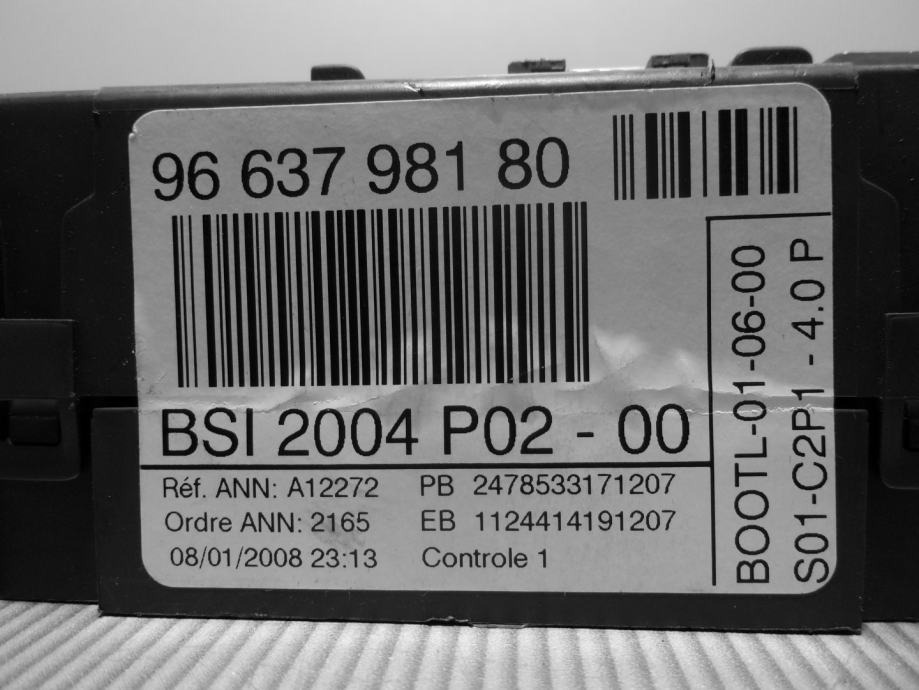 96 637 981 80
BSI 2004 P02 - 00
Réf. ANN: A12272 PB 2478533171207
Ordre ANN: 2165 EB 1124414191207
08/01/2008 23:13 Controle 1
BOOTL-01-06-00
S01-C2P1 - 4.0 P